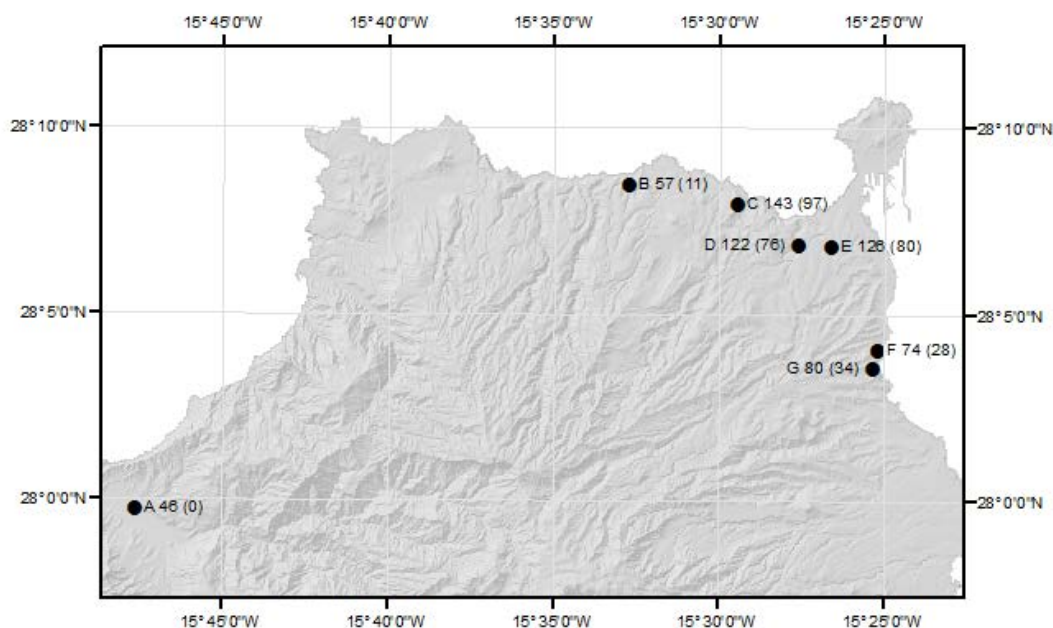 15°45'0"W 15°40'0"W 15°35'0"W 15°30'0"W 15°25'0"W
28°10'0"N 28°10'0"N
B 57 (11)
C 143 (97)
D 122 (76) E 126 (80)
28°5'0"N 28°5'0"N
F 74 (28)
G 80 (34)
28°0'0"N 28°0'0"N
A 46 (0)
15°45'0"W 15°40'0"W 15°35'0"W 15°30'0"W 15°25'0"W